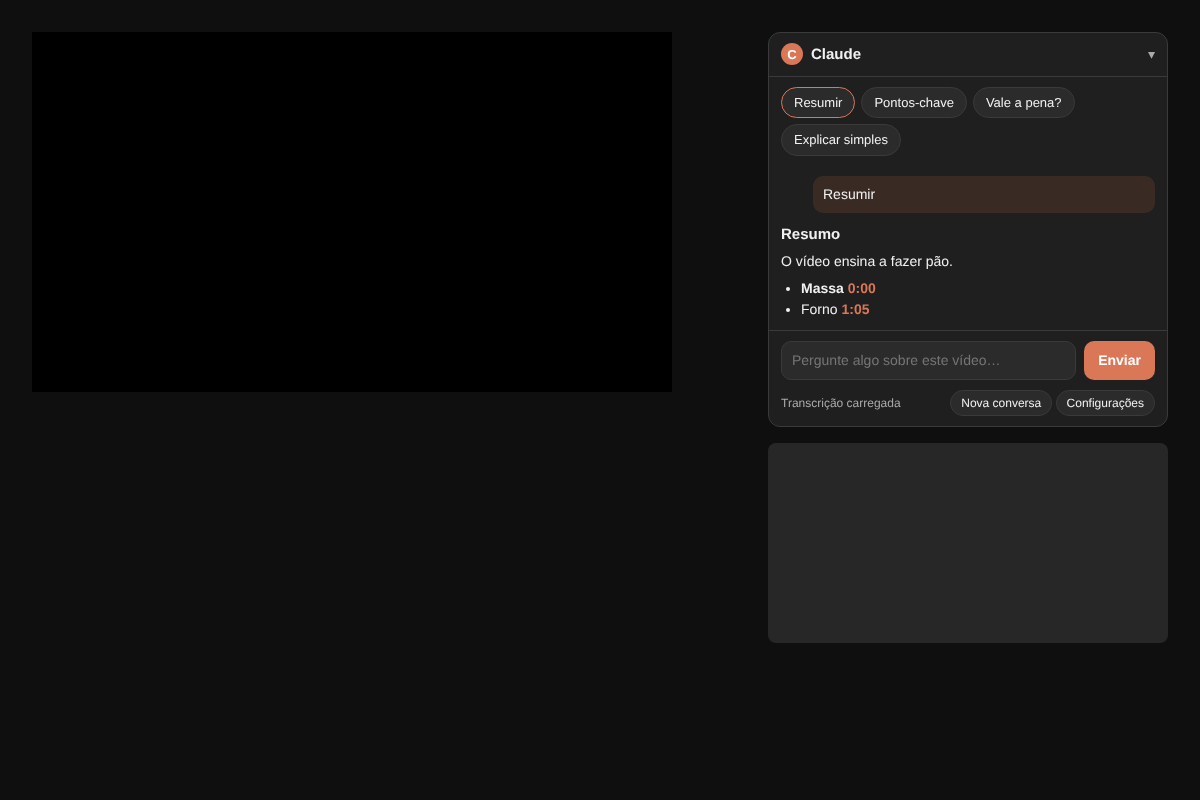 C Claude ▼
Resumir Pontos-chave Vale a pena?
Explicar simples
Resumir
Resumo
O vídeo ensina a fazer pão.
• Massa 0:00
• Forno 1:05
Pergunte algo sobre este vídeo… Enviar
Transcrição carregada Nova conversa Configurações